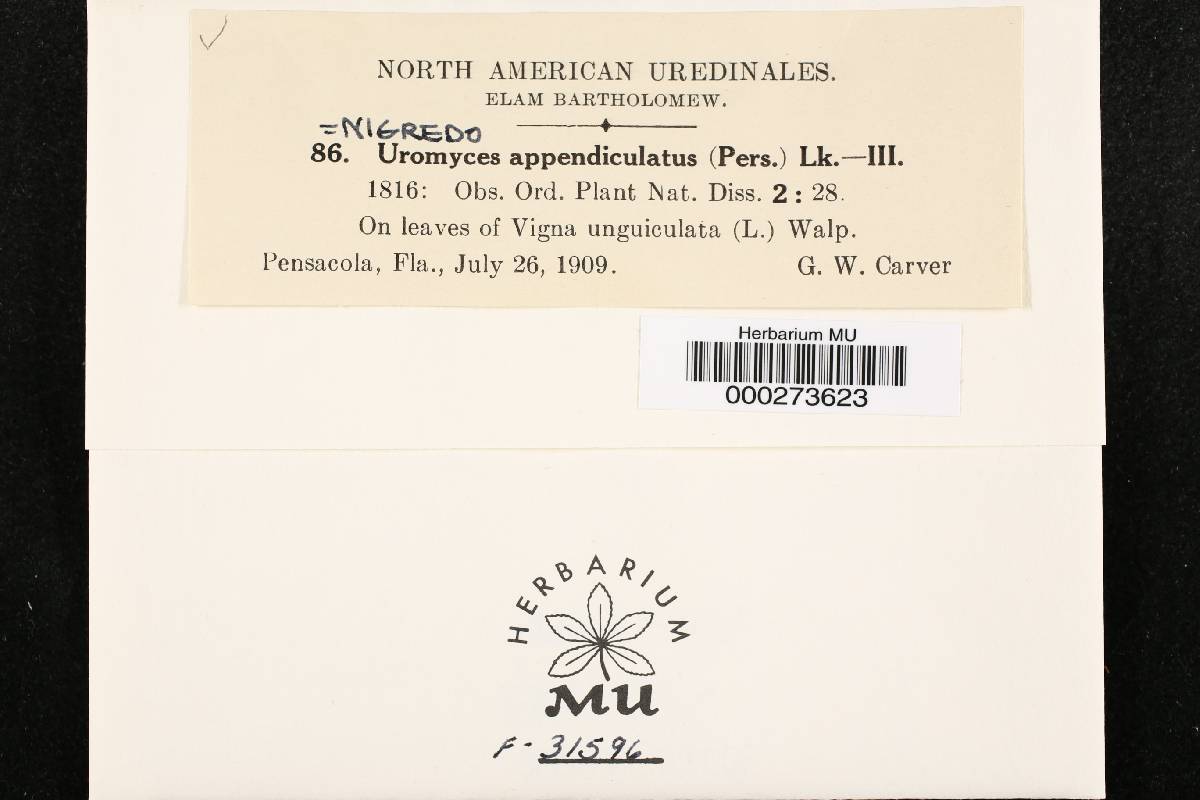 NORTH AMERICAN UREDINALES.
ELAM BARTHOLOMEW.
=NIGREDO
86. Uromyces appendiculatus (Pers.) Lk.—III.
1816: Obs. Ord. Plant Nat. Diss. 2: 28.
On leaves of Vigna unguiculata (L.) Walp.
Pensacola, Fla., July 26, 1909. G. W. Carver
Herbarium MU
000273623
HERBARIUM
MU
F-31596